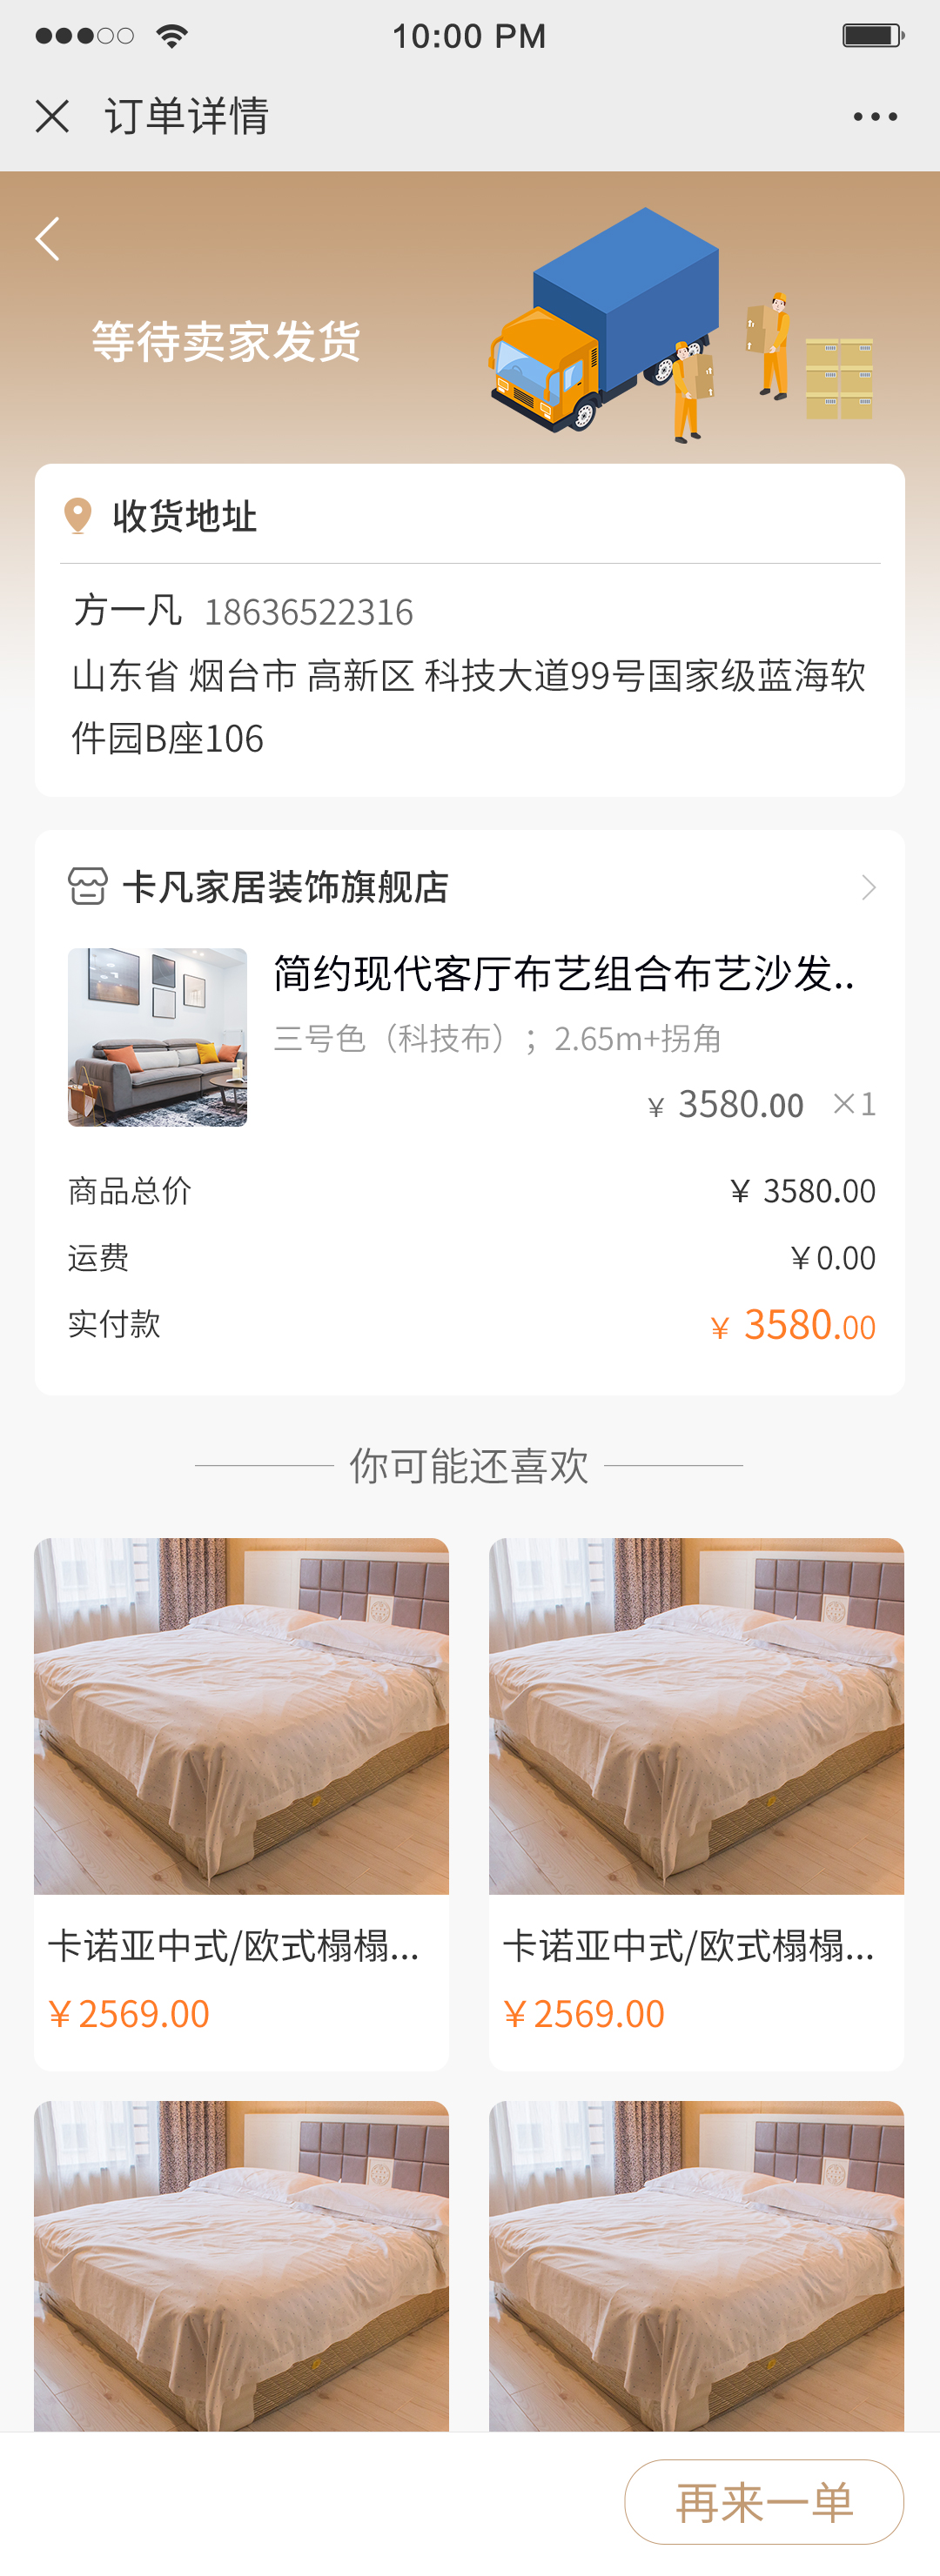 10:00 PM
订单详情
等待卖家发货
收货地址
方一凡 18636522316
山东省 烟台市 高新区 科技大道99号国家级蓝海软
件园B座106
卡凡家居装饰旗舰店
简约现代客厅布艺组合布艺沙发..
三号色（科技布）；2.65m+拐角
¥ 3580.00 ×1
商品总价 ¥ 3580.00
运费 ¥0.00
实付款 ¥ 3580.00
你可能还喜欢
卡诺亚中式/欧式榻榻... 卡诺亚中式/欧式榻榻...
¥2569.00 ¥2569.00
再来一单